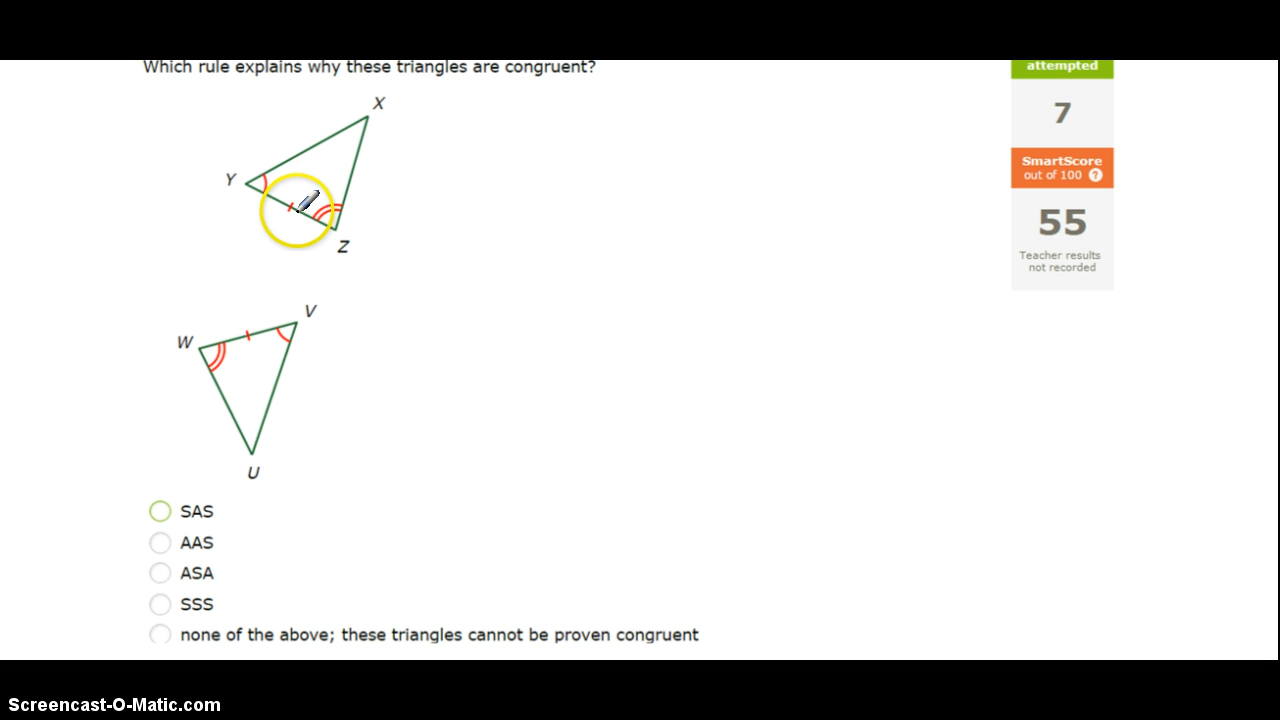 Which rule explains why these triangles are congruent?
attempted
7
SmartScore
out of 100 ?
55
Teacher results
not recorded
X
Y
Z
V
W
U
SAS
AAS
ASA
SSS
none of the above; these triangles cannot be proven congruent
Screencast-O-Matic.com